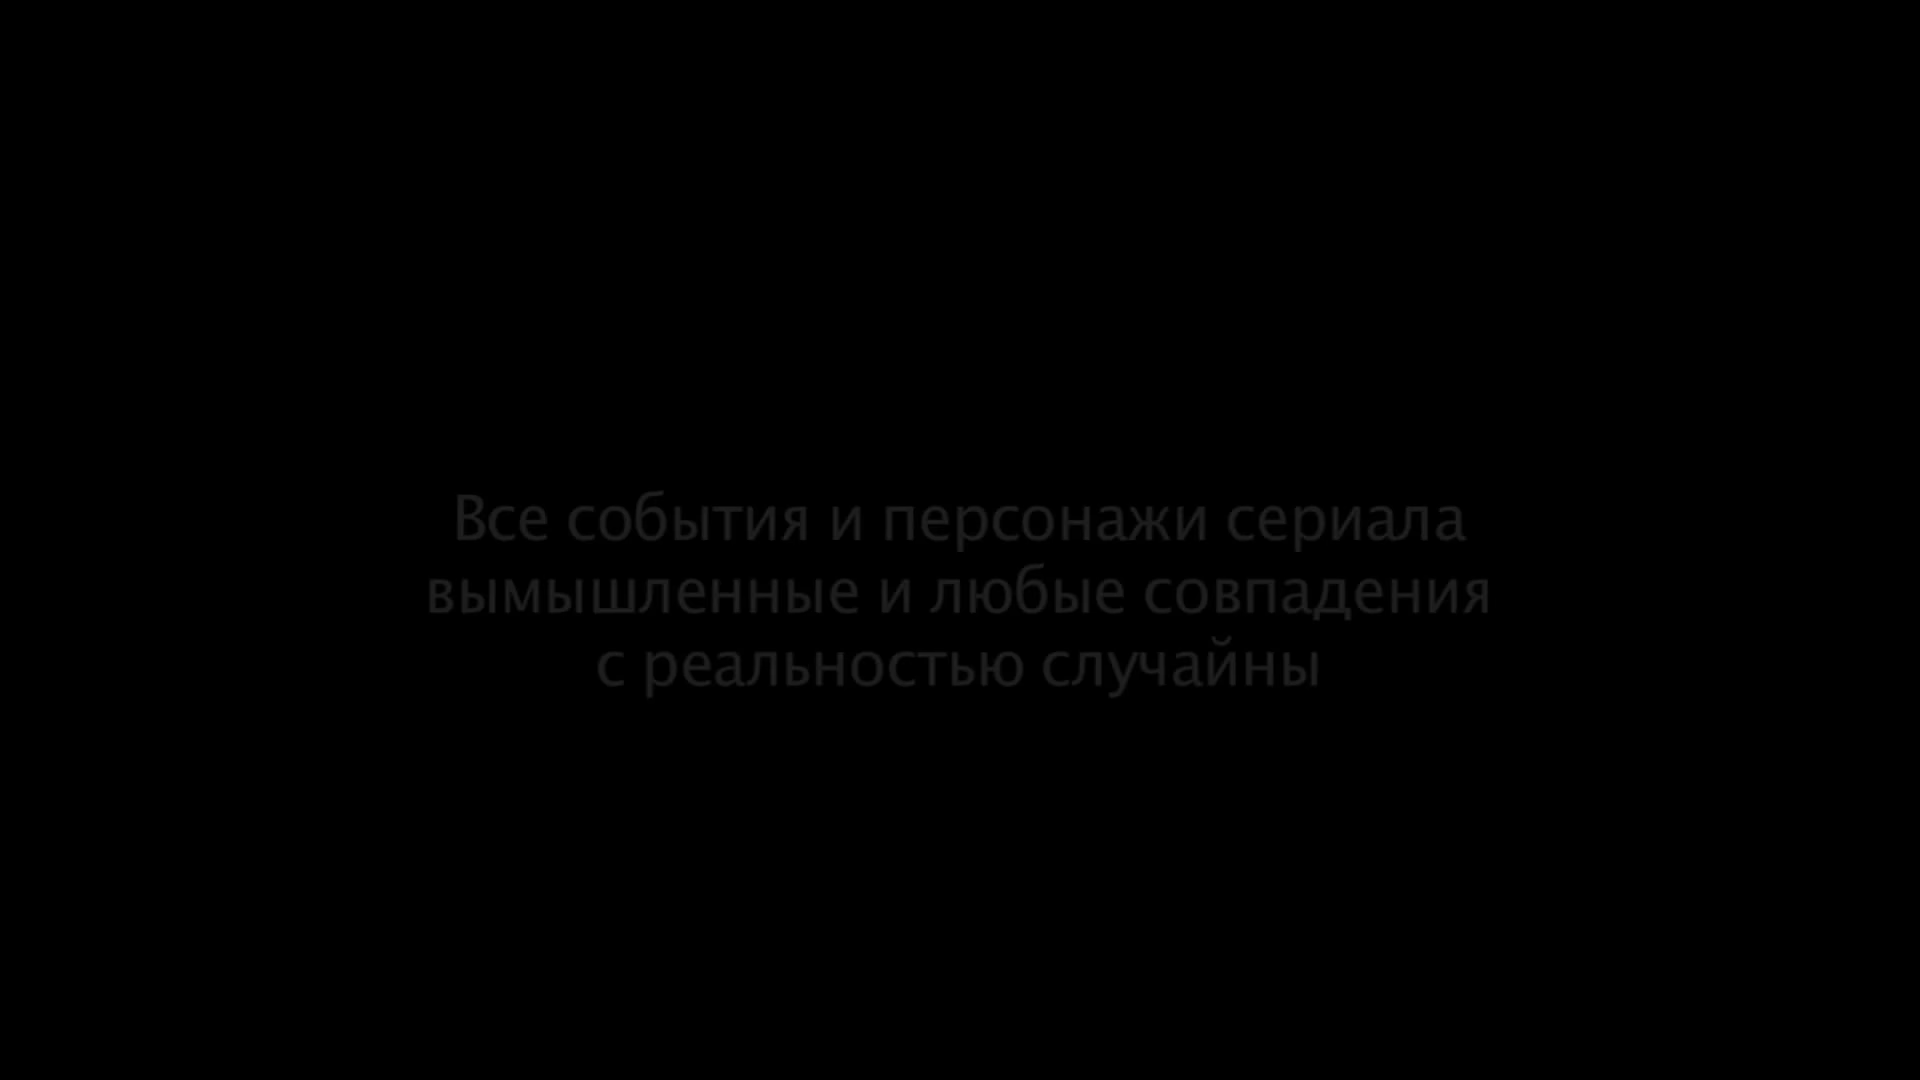 Все события и персонажи сериала
вымышленные и любые совпадения
с реальностью случайны